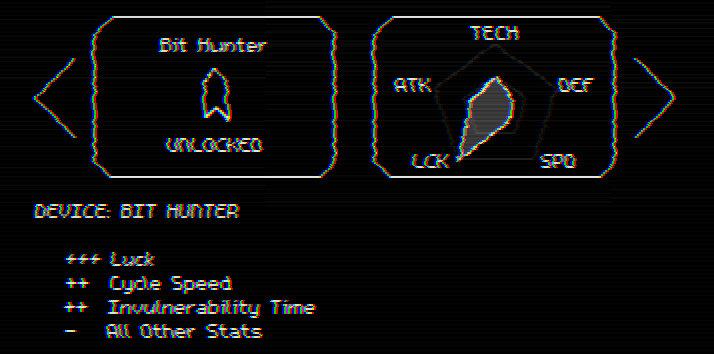 Bit Hunter
UNLOCKED
TECH
ATK
DEF
LCK
SPD
DEVICE: BIT HUNTER
+++ Luck
++ Cycle Speed
++ Invulnerability Time
- All Other Stats